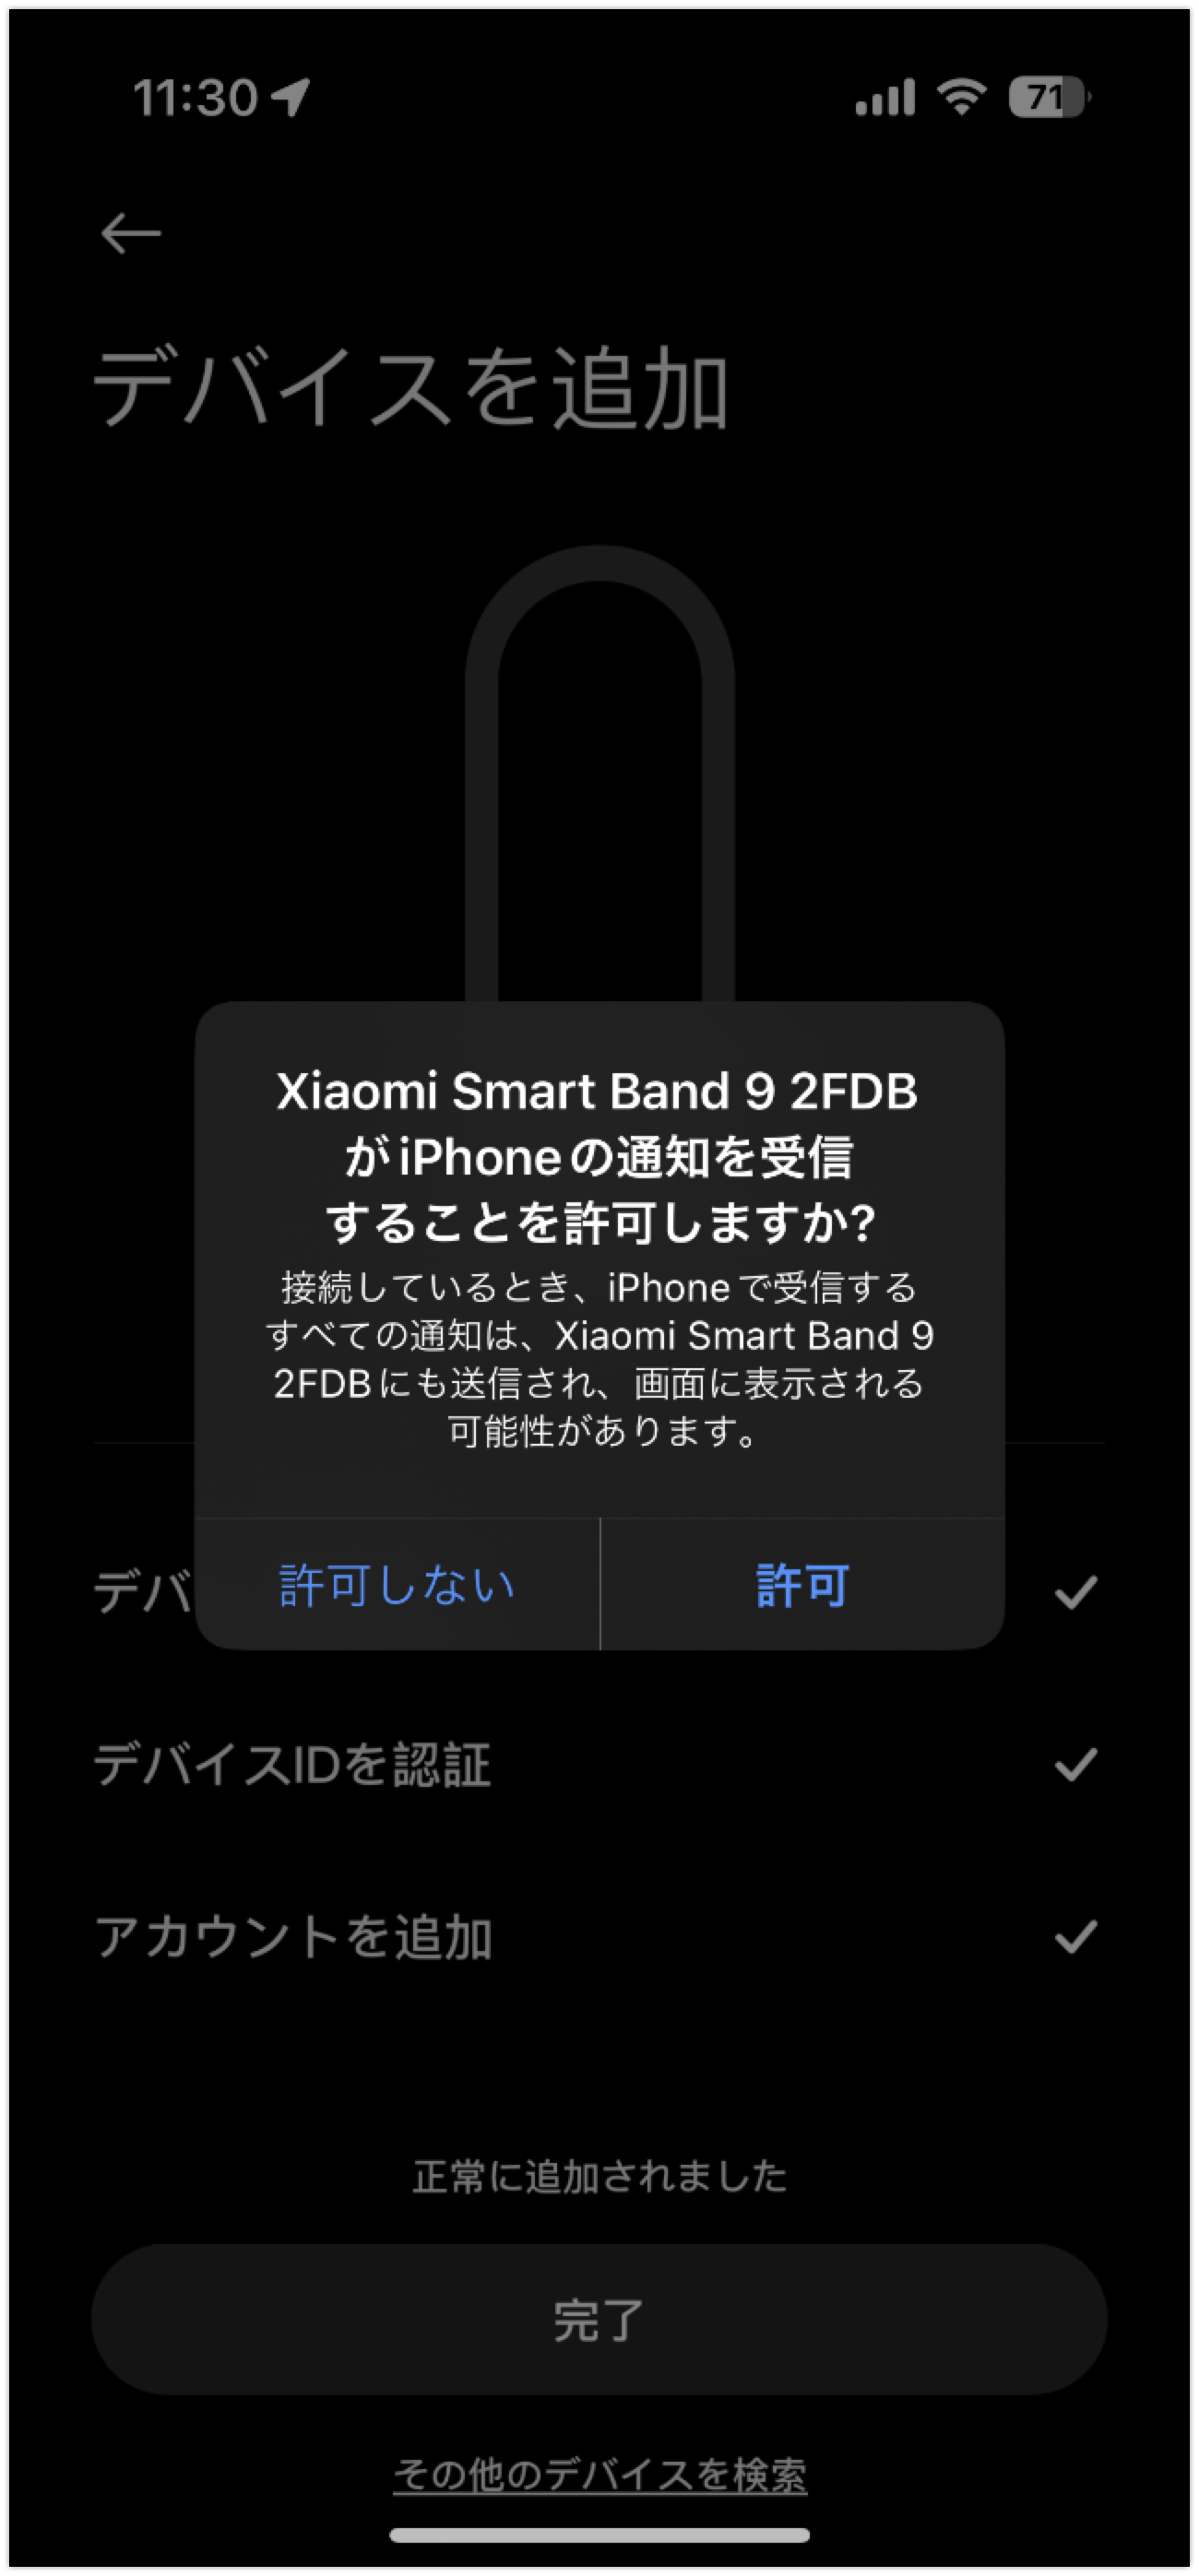 11:30
71
デバイスを追加
Xiaomi Smart Band 9 2FDB
がiPhoneの通知を受信
することを許可しますか?
接続しているとき、iPhoneで受信する
すべての通知は、Xiaomi Smart Band 9
2FDBにも送信され、画面に表示される
可能性があります。
デバ
許可しない
許可
デバイスIDを認証
アカウントを追加
正常に追加されました
完了
その他のデバイスを検索